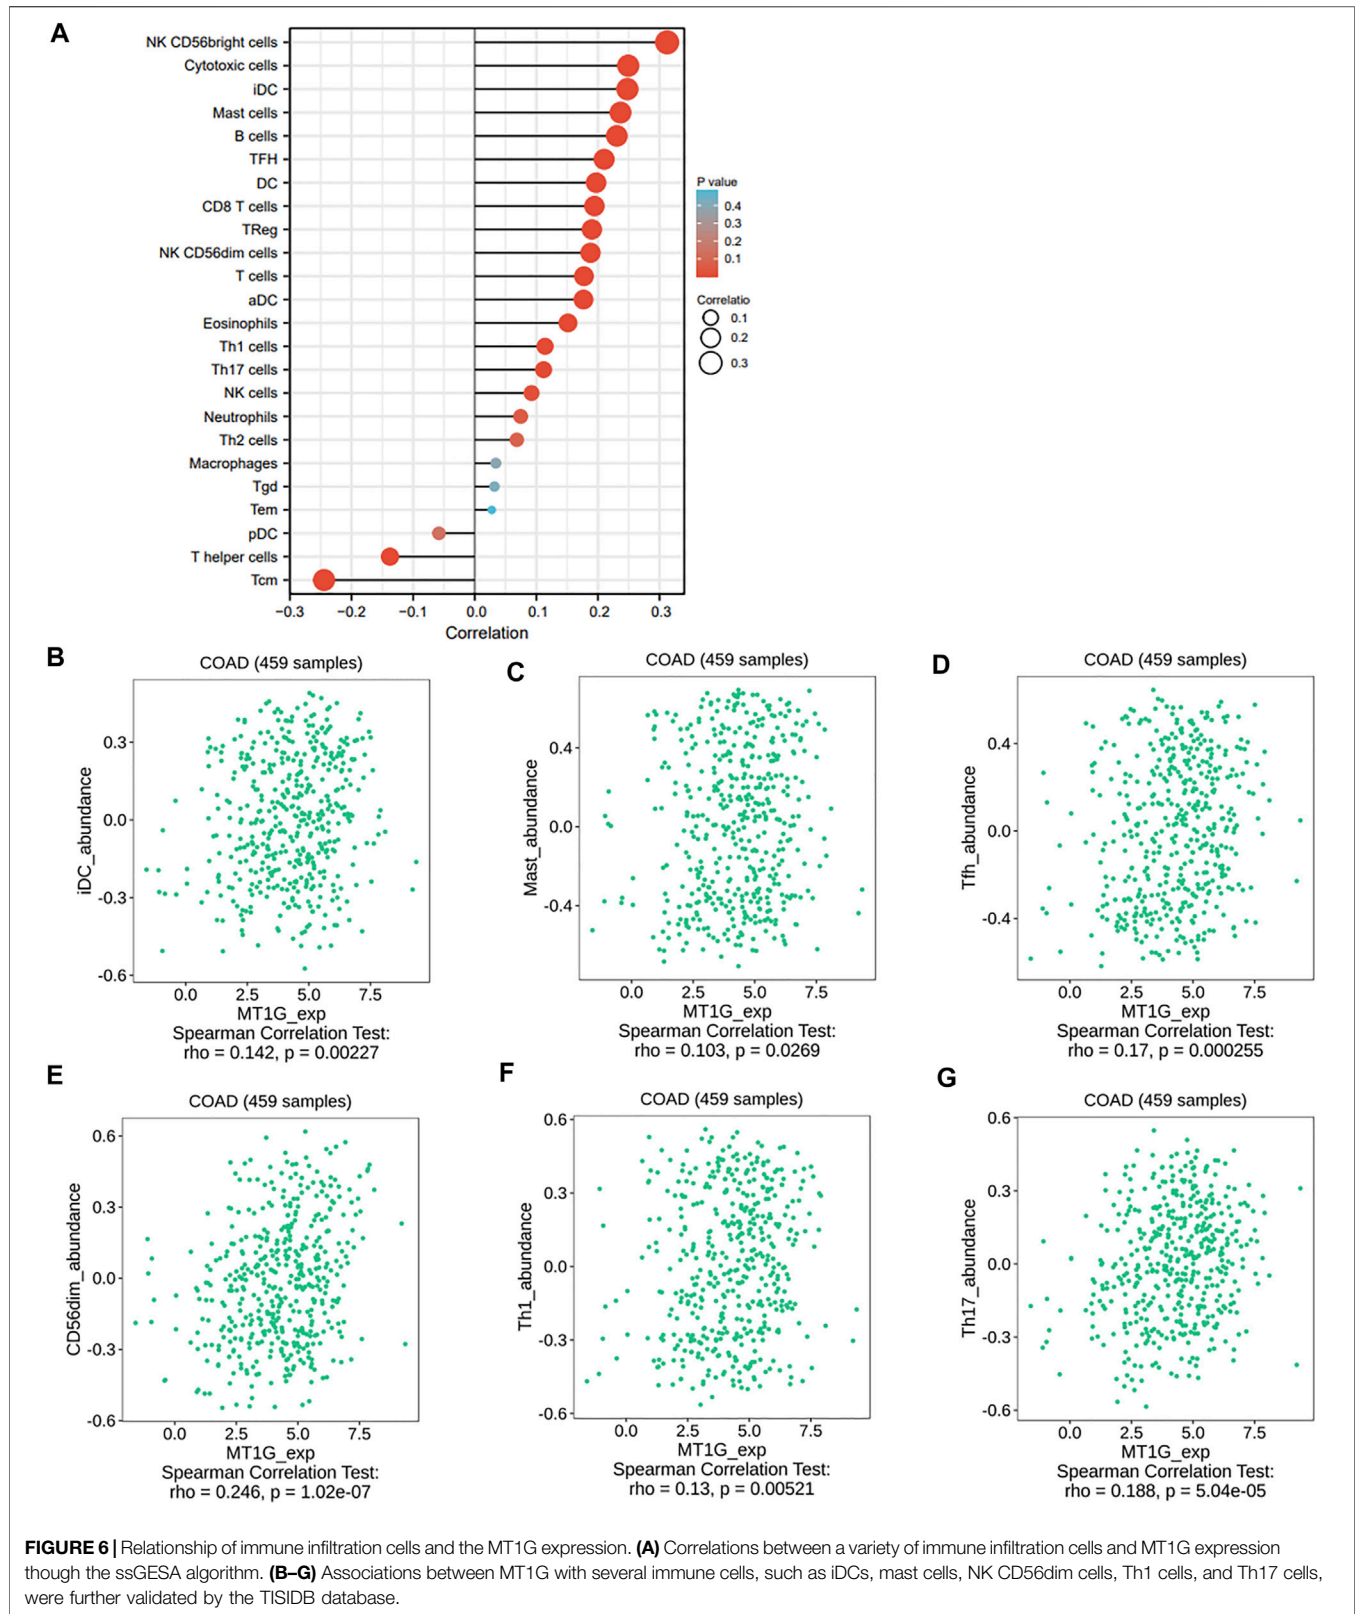 A
NK CD56bright cells
Cytotoxic cells
iDC
Mast cells
B cells
TFH
DC
CD8 T cells
TReg
NK CD56dim cells
T cells
aDC
Eosinophils
Th1 cells
Th17 cells
NK cells
Neutrophils
Th2 cells
Macrophages
Tgd
Tem
pDC
T helper cells
Tcm
−0.3 −0.2 −0.1 0.0 0.1 0.2 0.3
Correlation
P value
0.4
0.3
0.2
0.1
Correlatio
0.1
0.2
0.3
B
COAD (459 samples)
iDC_abundance
0.3
0.0
-0.3
-0.6
0.0 2.5 5.0 7.5
MT1G_exp
Spearman Correlation Test:
rho = 0.142, p = 0.00227
C
COAD (459 samples)
Mast_abundance
0.4
0.0
-0.4
0.0 2.5 5.0 7.5
MT1G_exp
Spearman Correlation Test:
rho = 0.103, p = 0.0269
D
COAD (459 samples)
Tfh_abundance
0.4
0.0
-0.4
0.0 2.5 5.0 7.5
MT1G_exp
Spearman Correlation Test:
rho = 0.17, p = 0.000255
E
COAD (459 samples)
CD56dim_abundance
0.6
0.3
0.0
-0.3
-0.6
0.0 2.5 5.0 7.5
MT1G_exp
Spearman Correlation Test:
rho = 0.246, p = 1.02e-07
F
COAD (459 samples)
Th1_abundance
0.6
0.3
0.0
-0.3
-0.6
0.0 2.5 5.0 7.5
MT1G_exp
Spearman Correlation Test:
rho = 0.13, p = 0.00521
G
COAD (459 samples)
Th17_abundance
0.6
0.3
0.0
-0.3
-0.6
0.0 2.5 5.0 7.5
MT1G_exp
Spearman Correlation Test:
rho = 0.188, p = 5.04e-05
FIGURE 6 | Relationship of immune infiltration cells and the MT1G expression. (A) Correlations between a variety of immune infiltration cells and MT1G expression
though the ssGESA algorithm. (B–G) Associations between MT1G with several immune cells, such as iDCs, mast cells, NK CD56dim cells, Th1 cells, and Th17 cells,
were further validated by the TISIDB database.